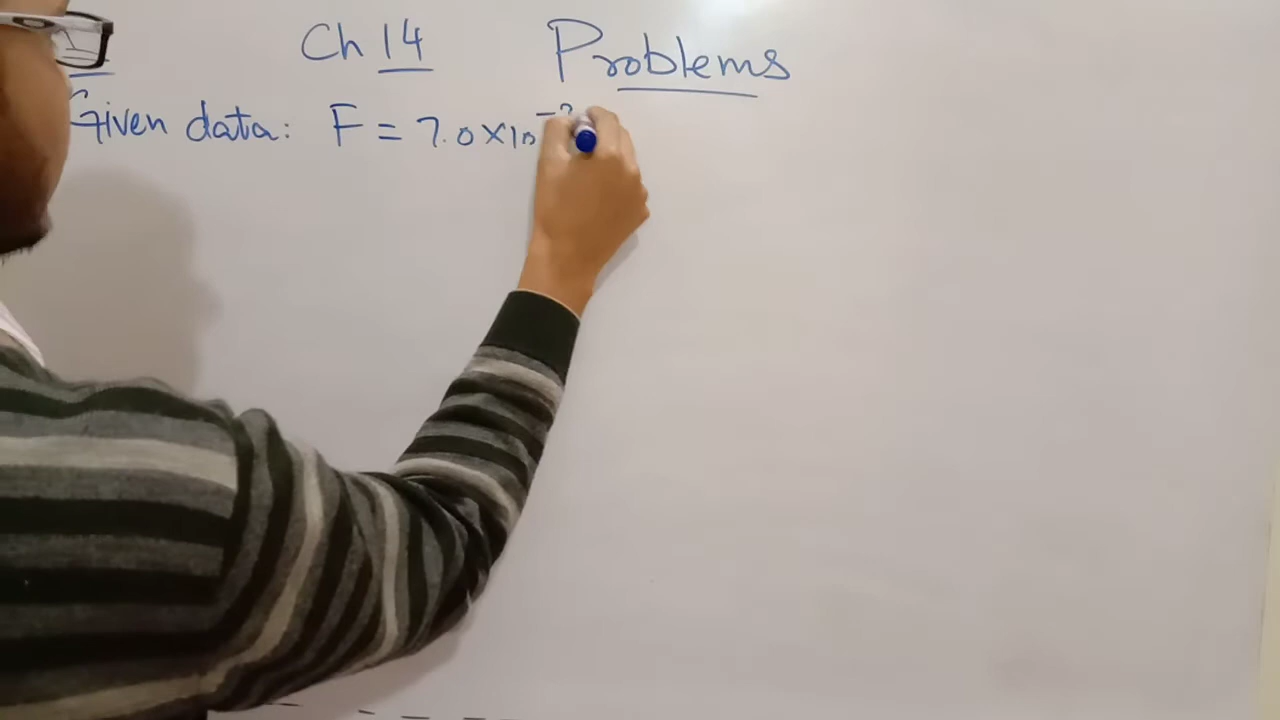 Ch 14 Problems
Given data: F = 7.0 × 10⁻